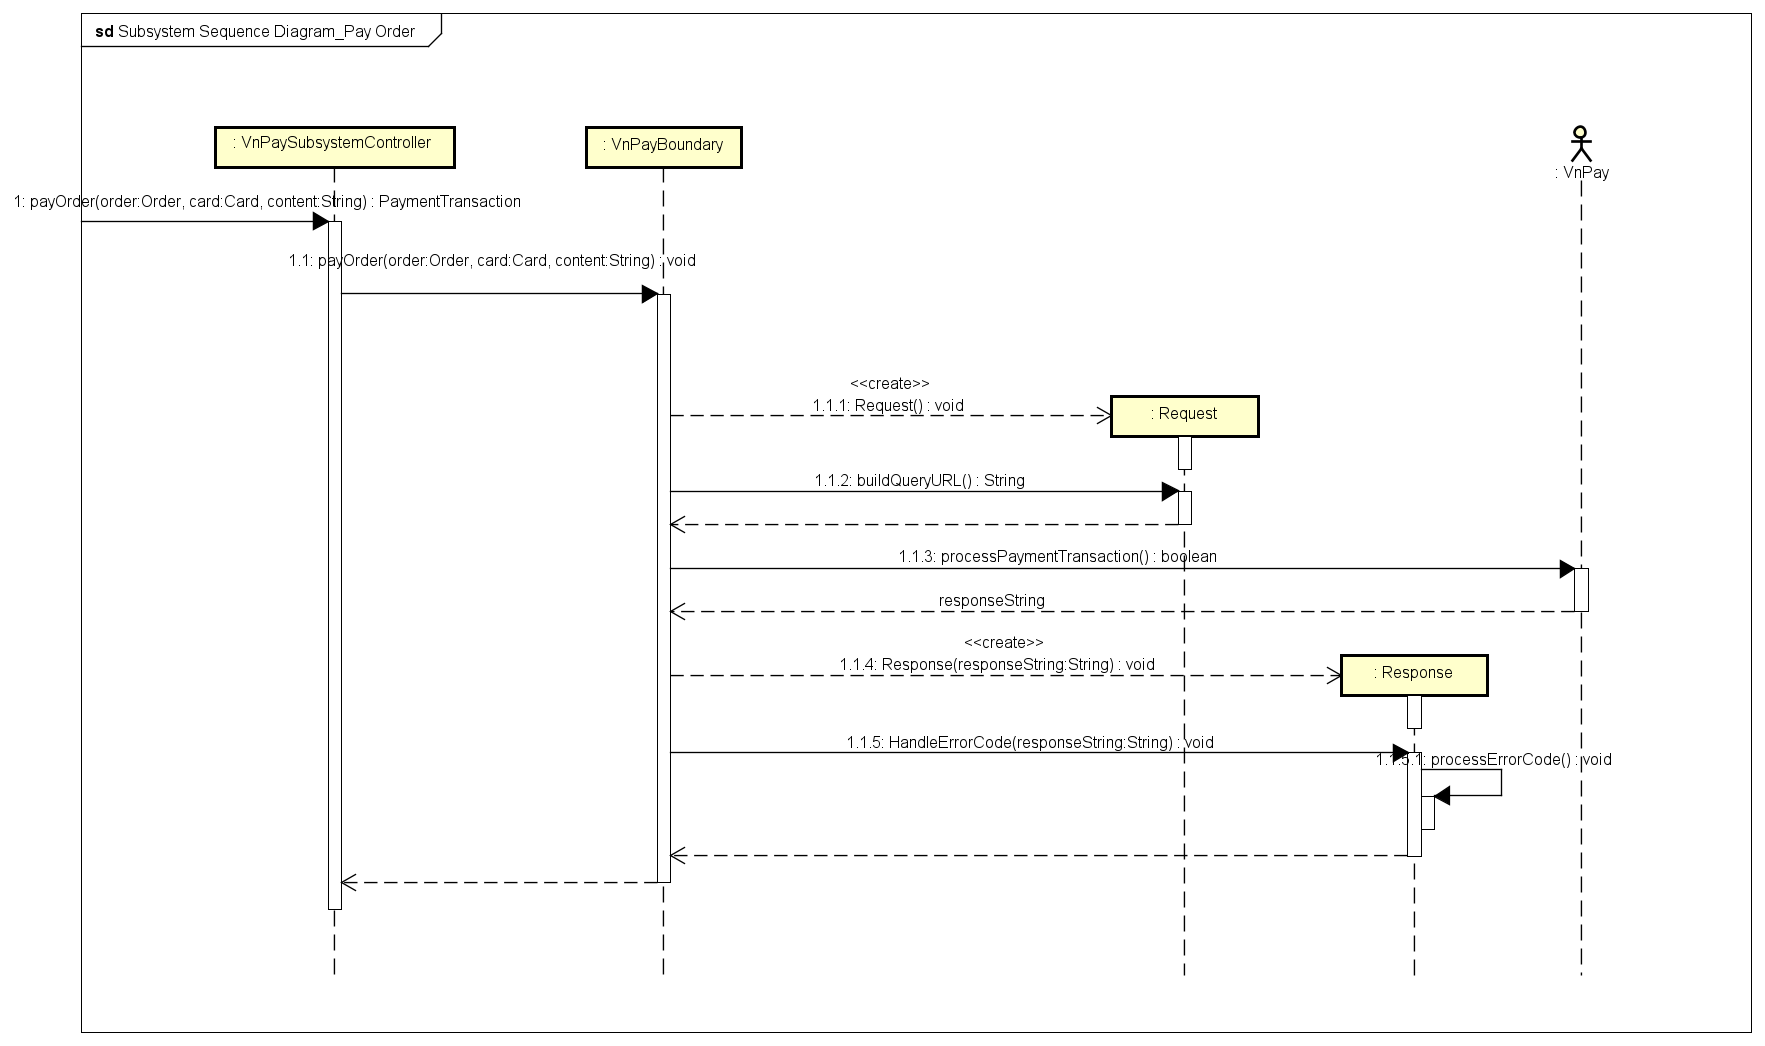 sd Subsystem Sequence Diagram_Pay Order
: VnPaySubsystemController
: VnPayBoundary
: VnPay
1: payOrder(order:Order, card:Card, content:String) : PaymentTransaction
1.1: payOrder(order:Order, card:Card, content:String) : void
<<create>>
1.1.1: Request() : void
: Request
1.1.2: buildQueryURL() : String
1.1.3: processPaymentTransaction() : boolean
responseString
<<create>>
1.1.4: Response(responseString:String) : void
: Response
1.1.5: HandleErrorCode(responseString:String) : void
1.1.5.1: processErrorCode() : void